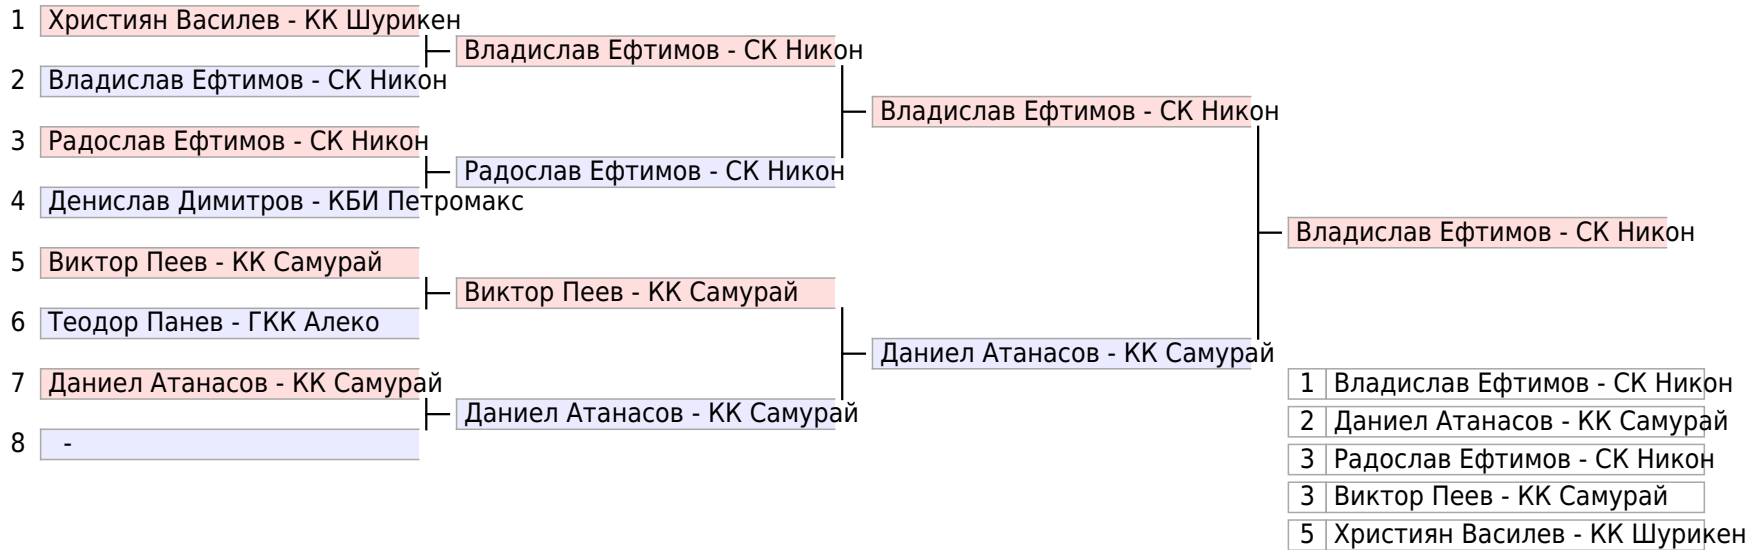 1 Християн Василев - КК Шурикен
2 Владислав Ефтимов - СК Никон
3 Радослав Ефтимов - СК Никон
4 Денислав Димитров - КБИ Петромакс
5 Виктор Пеев - КК Самурай
6 Теодор Панев - ГКК Алеко
7 Даниел Атанасов - КК Самурай
8 -
Владислав Ефтимов - СК Никон
Радослав Ефтимов - СК Никон
Виктор Пеев - КК Самурай
Даниел Атанасов - КК Самурай
Владислав Ефтимов - СК Никон
Даниел Атанасов - КК Самурай
Владислав Ефтимов - СК Никон
1 Владислав Ефтимов - СК Никон
2 Даниел Атанасов - КК Самурай
3 Радослав Ефтимов - СК Никон
3 Виктор Пеев - КК Самурай
5 Християн Василев - КК Шурикен